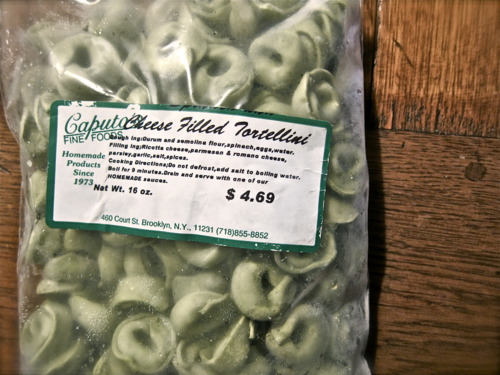 Caputo's
FINE FOODS
Homemade
Products
Since
1973
Cheese Filled Tortellini
Dough Ing:Durum and semolina flour,spinach,eggs,water.
Filling Ing;Ricotta cheese,parmesan & romano cheese,
parsley,garlic,salt,spices.
Cooking Directions;Do not defrost,add salt to boiling water.
Boil for 9 minutes.Drain and serve with one of our
HOMEMADE sauces.
Net Wt. 16 oz.
$ 4.69
460 Court St. Brooklyn, N.Y., 11231 (718)855-8852